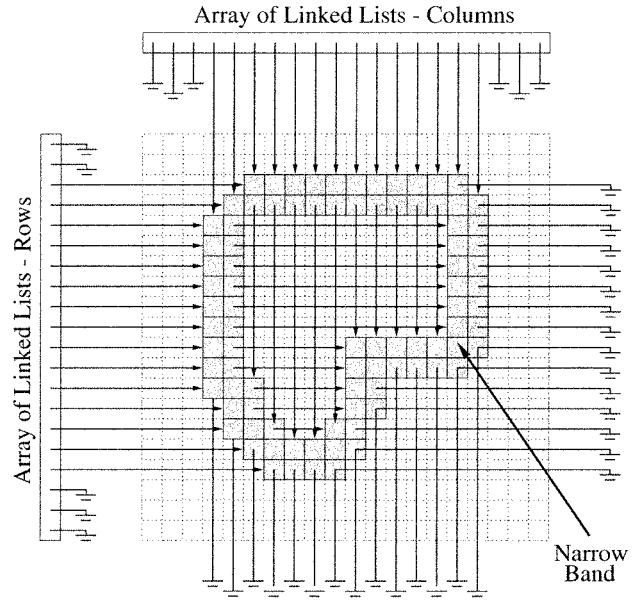 Array of Linked Lists - Columns
Array of Linked Lists - Rows
Narrow
Band